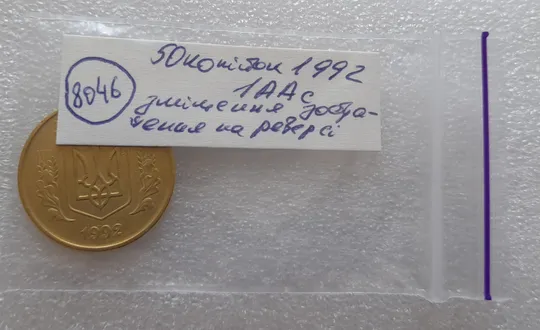 8046
50 копійок 1992
1ААс
зміщення зобра-
ження на реверсі
1992